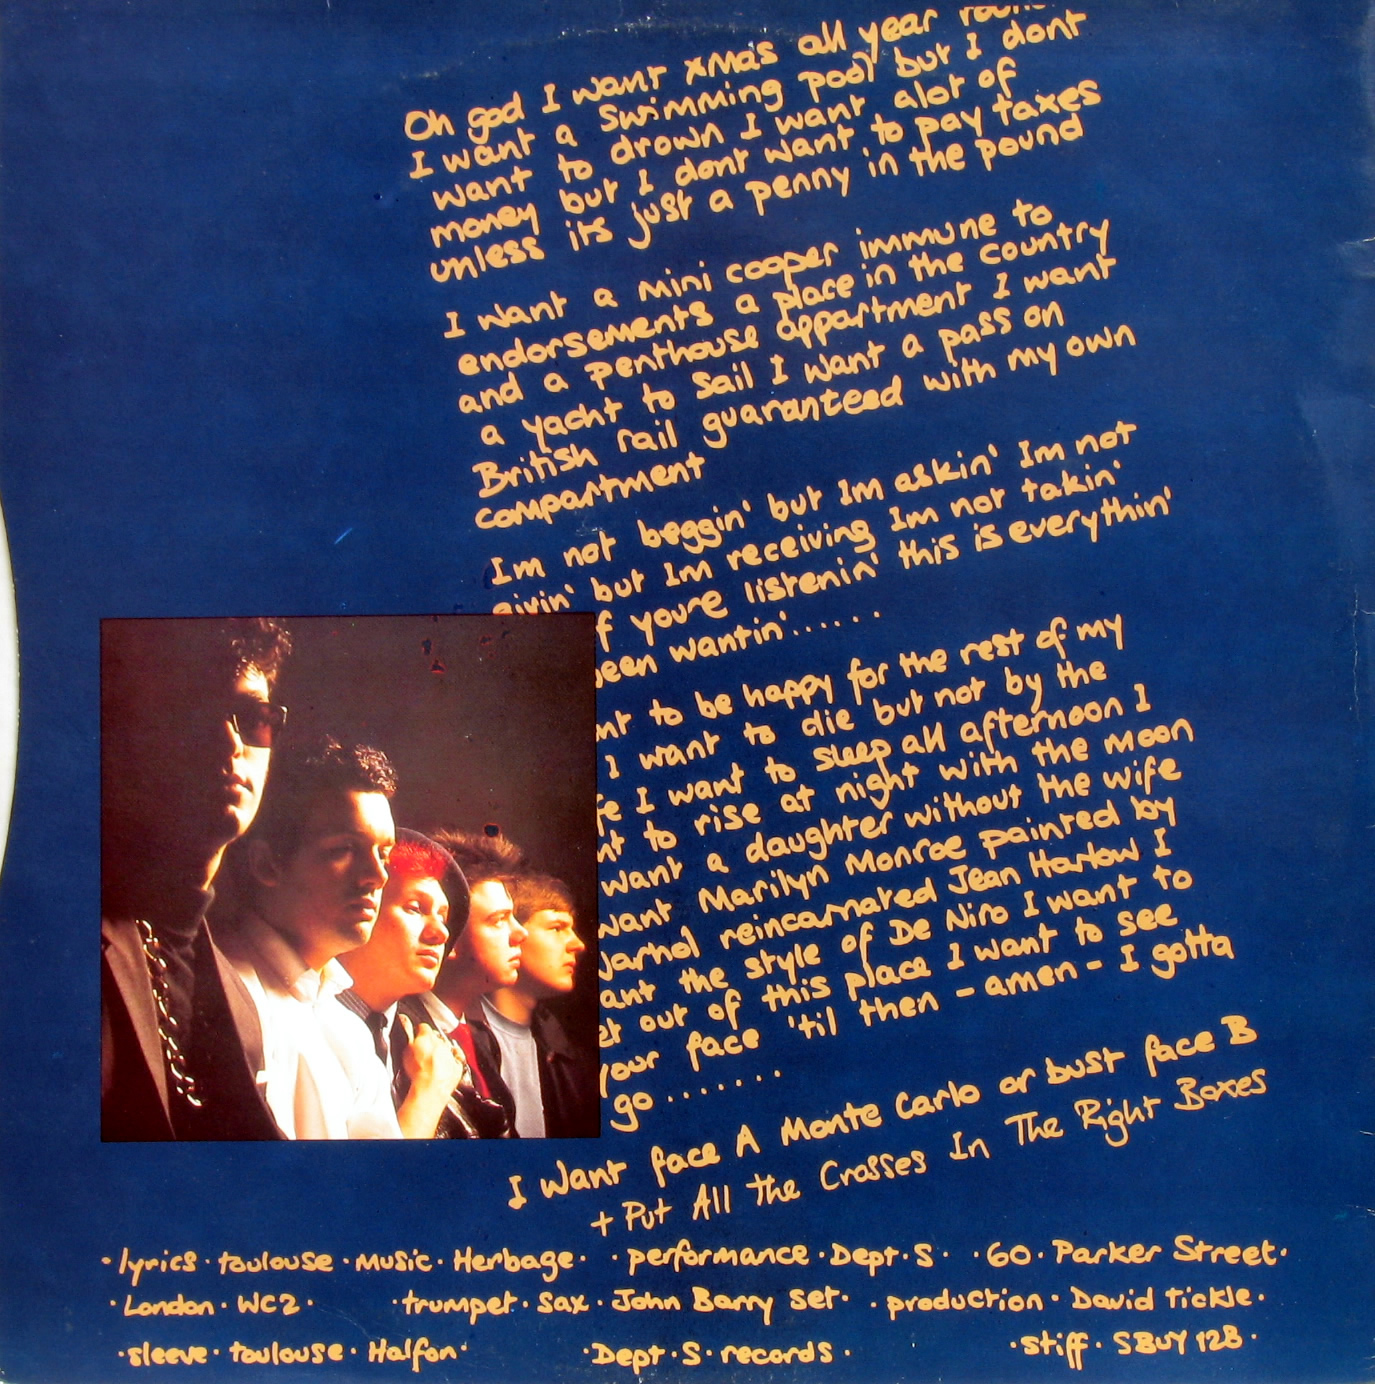 Oh god I want xmas all year round
I want a swimming pool but I dont
want to drown I want alot of
money but I dont want to pay taxes
unless its just a penny in the pound
I want a mini cooper immune to
endorsements a place in the country
and a penthouse appartment I want
a yacht to sail I want a pass on
British rail guaranteed with my own
compartment
Im not beggin' but Im askin' Im not
givin' but Im receiving Im not takin'
f youre listenin' this is everythin'
been wantin'......
nt to be happy for the rest of my
I want to die but not by the
fe I want to sleep all afternoon I
nt to rise at night with the moon
want a daughter without the wife
want Marilyn Monroe painted by
Warhol reincarnated Jean Harlow I
ant the style of De Niro I want to
et out of this place I want to see
your face 'til then - amen - I gotta
go.......
I Want face A Monte Carlo or bust face B
+ Put All The Crosses In The Right Boxes
·lyrics·toulouse·Music·Herbage· ·performance·Dept·S· ·60·Parker Street·
·London·WC2· ·trumpet·Sax·John Barry Set· ·production·David Tickle·
·sleeve·toulouse·Halfon· ·Dept·S·records· ·stiff·SBUY 128·